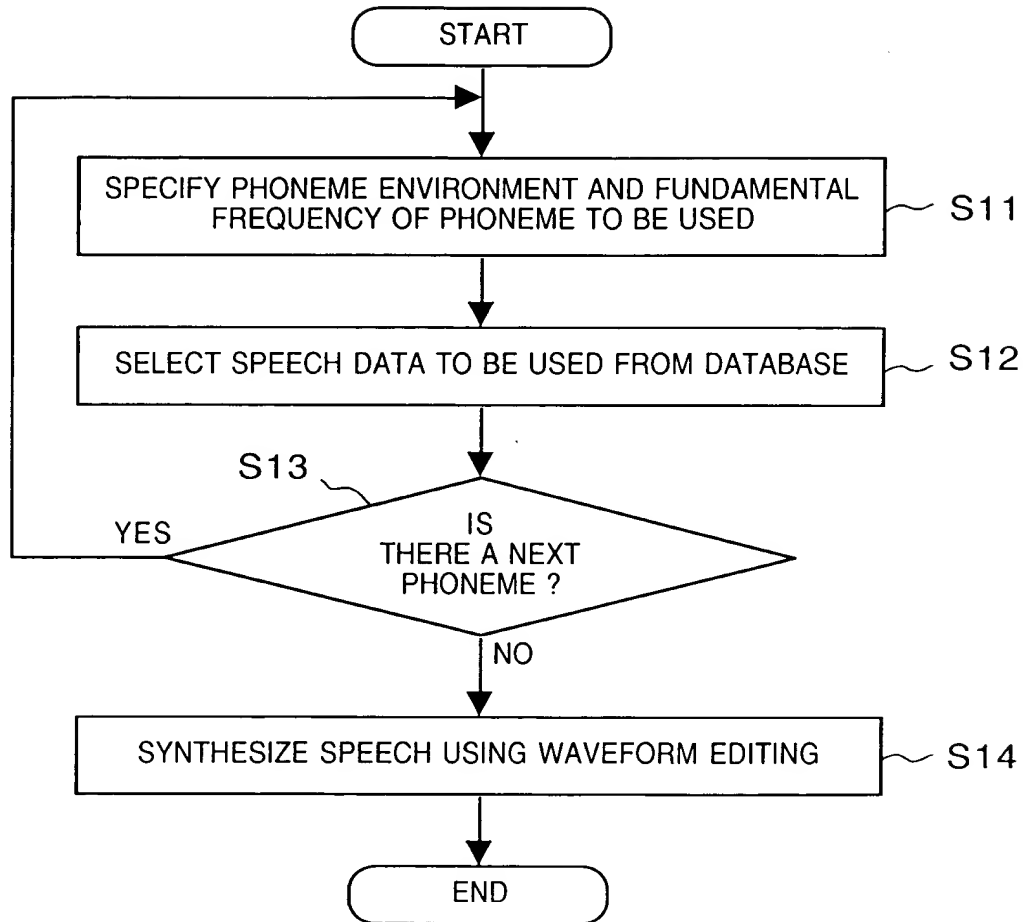 START
SPECIFY PHONEME ENVIRONMENT AND FUNDAMENTAL
FREQUENCY OF PHONEME TO BE USED
S11
SELECT SPEECH DATA TO BE USED FROM DATABASE
S12
S13
YES
IS
THERE A NEXT
PHONEME ?
NO
SYNTHESIZE SPEECH USING WAVEFORM EDITING
S14
END